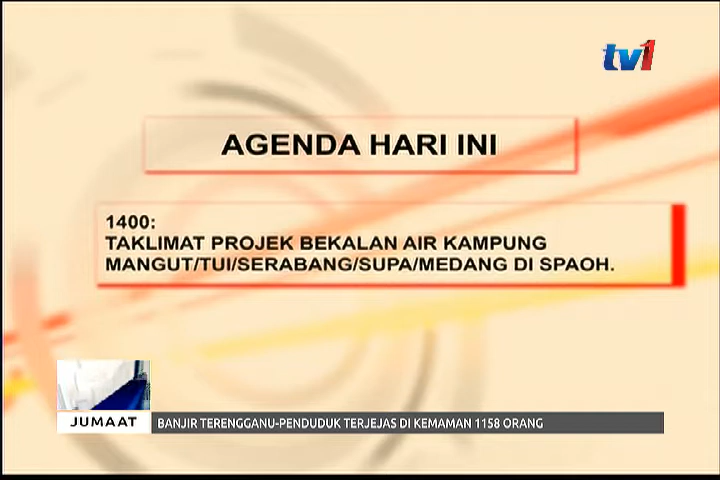 tv1
AGENDA HARI INI
1400:
TAKLIMAT PROJEK BEKALAN AIR KAMPUNG
MANGUT/TUI/SERABANG/SUPA/MEDANG DI SPAOH.
JUMAAT
BANJIR TERENGGANU-PENDUDUK TERJEJAS DI KEMAMAN 1158 ORANG